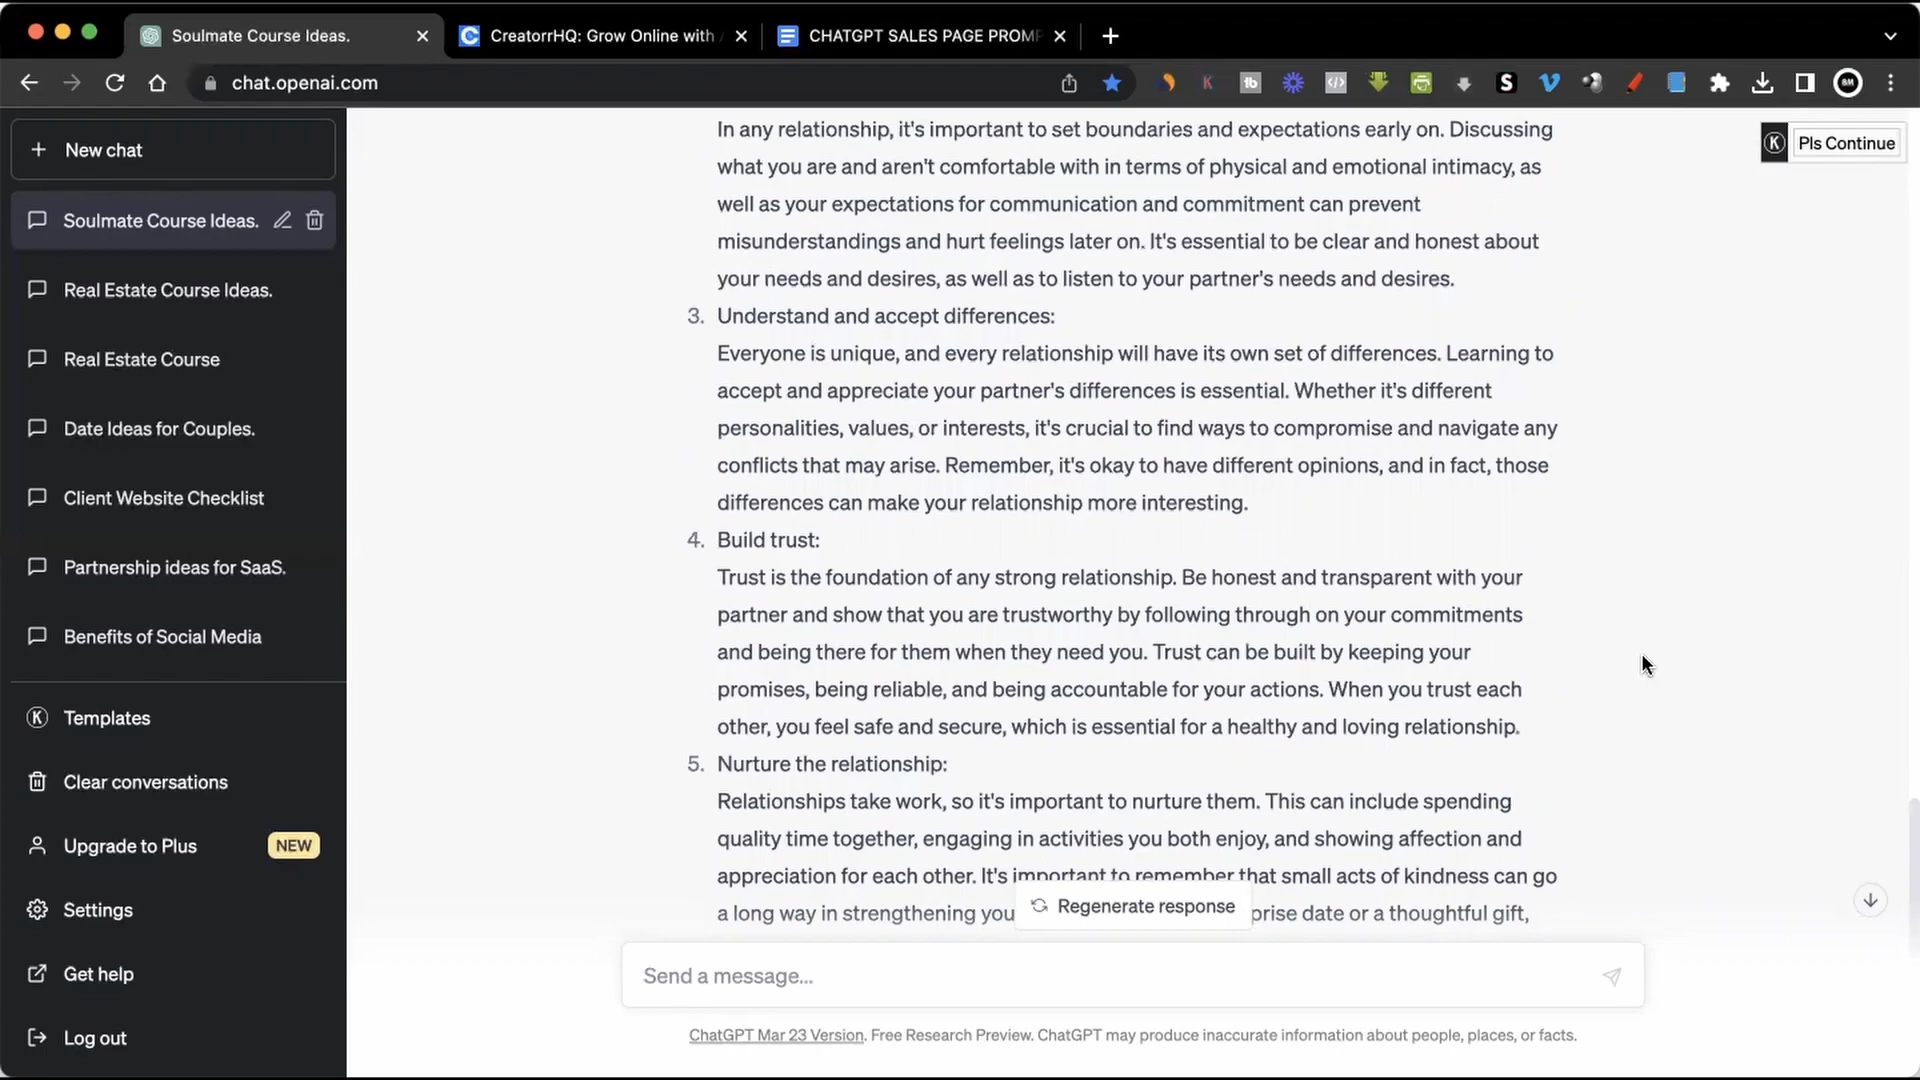 Soulmate Course Ideas.
CreatorrHQ: Grow Online with
CHATGPT SALES PAGE PROMP
chat.openai.com
New chat
Soulmate Course Ideas.
Real Estate Course Ideas.
Real Estate Course
Date Ideas for Couples.
Client Website Checklist
Partnership ideas for SaaS.
Benefits of Social Media
Templates
Clear conversations
Upgrade to Plus NEW
Settings
Get help
Log out
Pls Continue
In any relationship, it's important to set boundaries and expectations early on. Discussing
what you are and aren't comfortable with in terms of physical and emotional intimacy, as
well as your expectations for communication and commitment can prevent
misunderstandings and hurt feelings later on. It's essential to be clear and honest about
your needs and desires, as well as to listen to your partner's needs and desires.
3. Understand and accept differences:
Everyone is unique, and every relationship will have its own set of differences. Learning to
accept and appreciate your partner's differences is essential. Whether it's different
personalities, values, or interests, it's crucial to find ways to compromise and navigate any
conflicts that may arise. Remember, it's okay to have different opinions, and in fact, those
differences can make your relationship more interesting.
4. Build trust:
Trust is the foundation of any strong relationship. Be honest and transparent with your
partner and show that you are trustworthy by following through on your commitments
and being there for them when they need you. Trust can be built by keeping your
promises, being reliable, and being accountable for your actions. When you trust each
other, you feel safe and secure, which is essential for a healthy and loving relationship.
5. Nurture the relationship:
Relationships take work, so it's important to nurture them. This can include spending
quality time together, engaging in activities you both enjoy, and showing affection and
appreciation for each other. It's important to remember that small acts of kindness can go
a long way in strengthening you prise date or a thoughtful gift,
Regenerate response
Send a message...
ChatGPT Mar 23 Version. Free Research Preview. ChatGPT may produce inaccurate information about people, places, or facts.